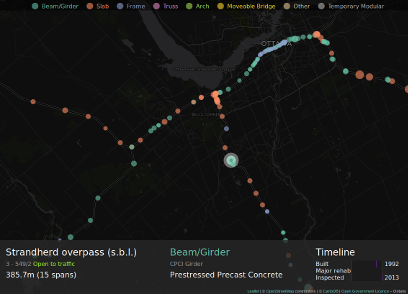 Beam/Girder Slab Frame Truss Arch Moveable Bridge Other Temporary Modular
OTTAWA
Strandherd overpass (s.b.l.)
3 - 549/2 Open to traffic
385.7m (15 spans)
Beam/Girder
CPCI Girder
Prestressed Precast Concrete
Timeline
Built 1992
Major rehab
Inspected 2013
Leaflet | © OpenStreetMap contributors | © CartoDB | Open Government Licence - Ontario